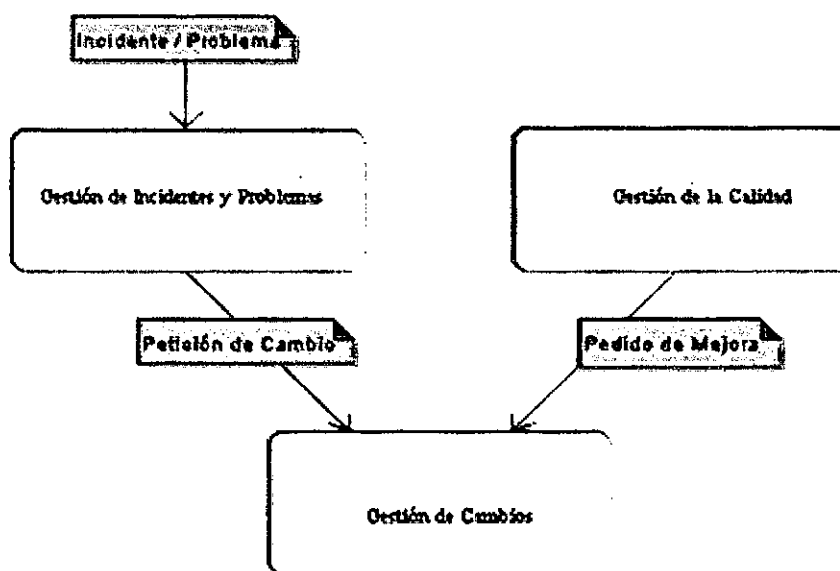 Incidente / Problema
Gestión de Incidentes y Problemas
Gestión de la Calidad
Petición de Cambio
Pedido de Mejora
Gestión de Cambios